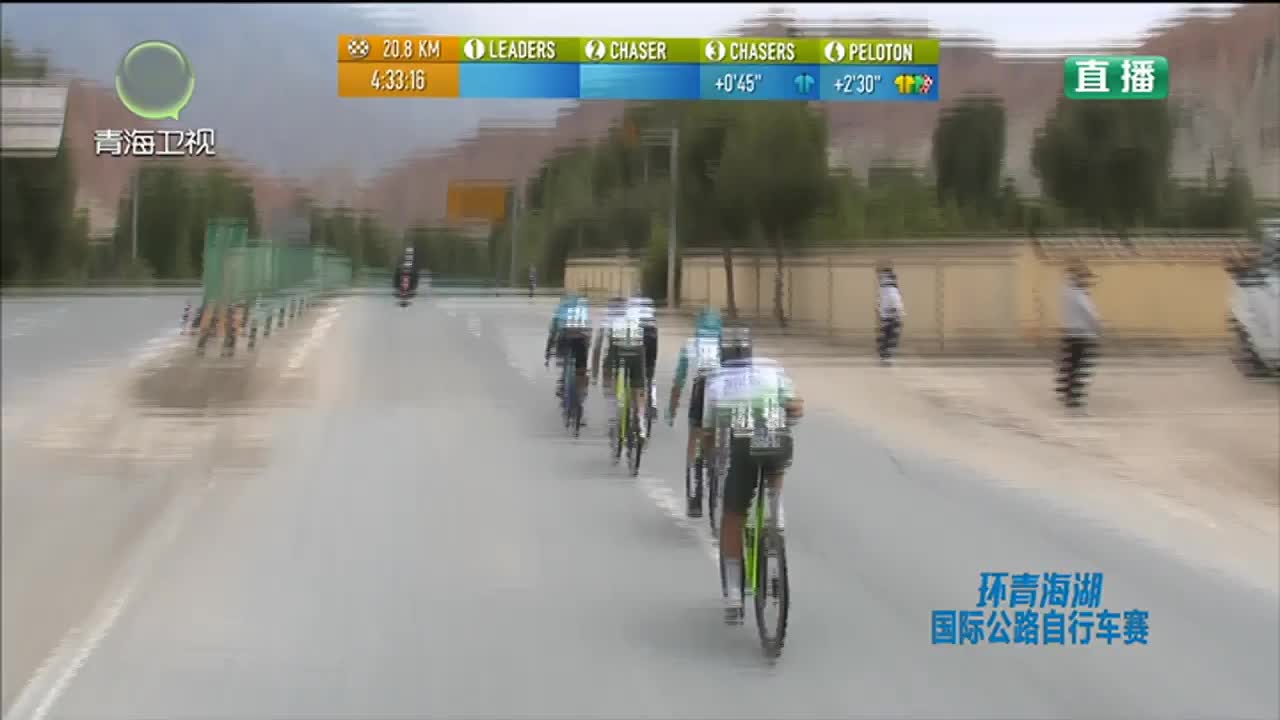 20.8 KM
1 LEADERS
2 CHASER
3 CHASERS
4 PELOTON
4:33:16
+0'45"
+2'30"
直播
青海卫视
环青海湖
国际公路自行车赛